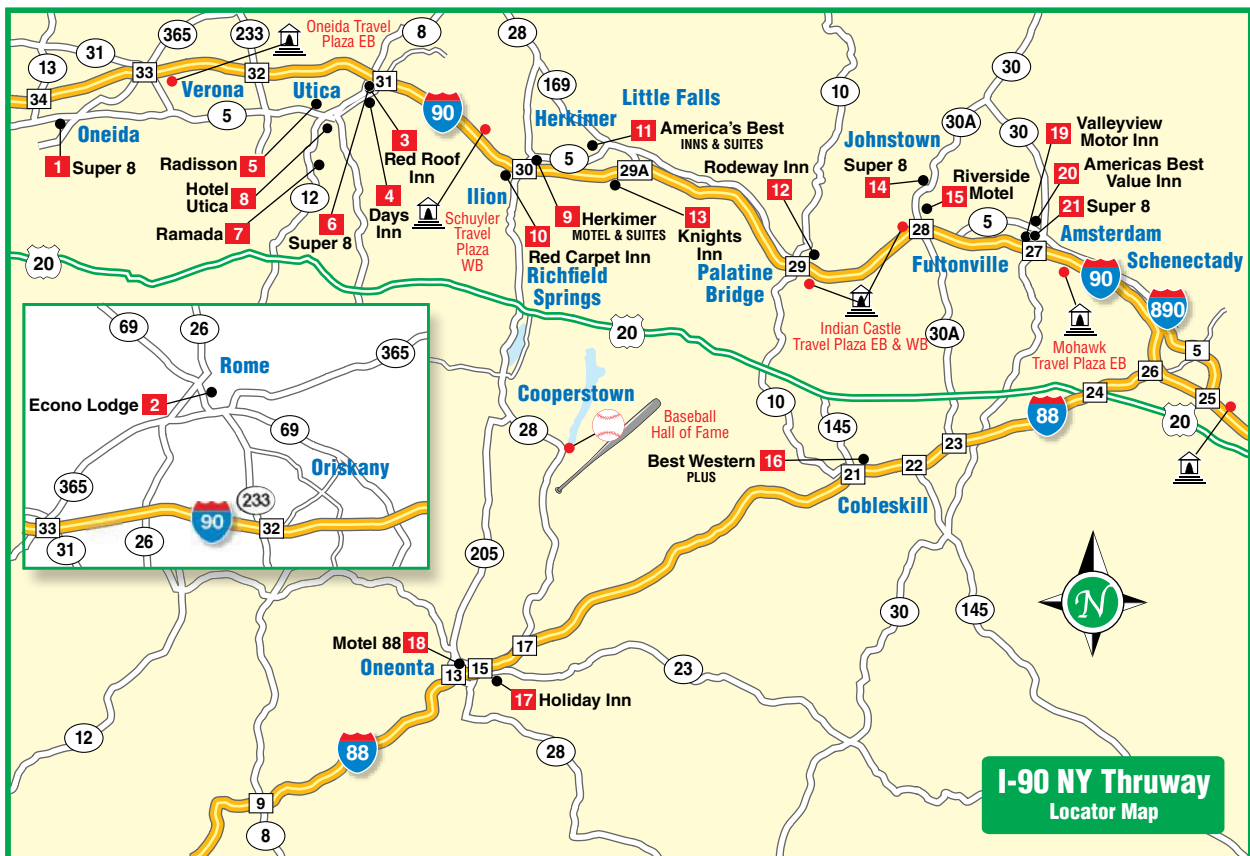 365
233
Oneida Travel
Plaza EB
8
28
31
13
33
32
31
34
Verona
Utica
5
Oneida
1 Super 8
Radisson 5
Hotel
Utica 8
Ramada 7
12
6
Super 8
3
Red Roof
Inn
4
Days
Inn
90
Schuyler
Travel
Plaza
WB
169
Little Falls
Herkimer
11 America's Best
INNS & SUITES
5
30
29A
Ilion
9 Herkimer
MOTEL & SUITES
10
Red Carpet Inn
13
Knights
Inn
Richfield
Springs
Rodeway Inn
12
10
Palatine
Bridge
29
Indian Castle
Travel Plaza EB & WB
30
30A
30
Johnstown
Super 8
14
15 Riverside
Motel
28
5
Fultonville
19 Valleyview
Motor Inn
20 Americas Best
Value Inn
21 Super 8
Amsterdam
27
Schenectady
90
890
Mohawk
Travel Plaza EB
5
26
25
24
20
20
20
30A
69
26
365
Rome
Econo Lodge 2
69
Oriskany
365
233
90
33
32
31
26
Cooperstown
28
Baseball
Hall of Fame
10
145
Best Western 16
PLUS
21
22
23
88
Cobleskill
205
30
145
N
Motel 88 18
Oneonta
13
15
17
17 Holiday Inn
23
12
88
28
9
8
I-90 NY Thruway
Locator Map